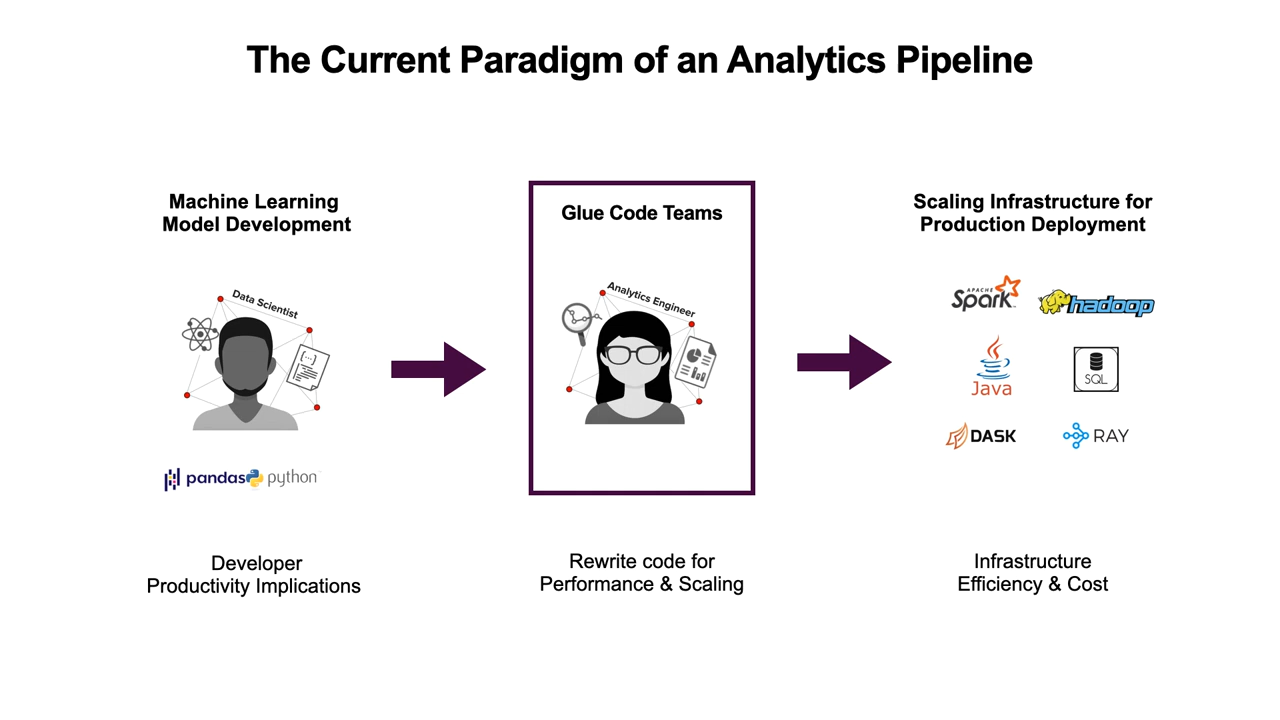 The Current Paradigm of an Analytics Pipeline
Machine Learning
Model Development
Data Scientist
[...]
pandas
python
Developer
Productivity Implications
Glue Code Teams
Analytics Engineer
Rewrite code for
Performance & Scaling
Scaling Infrastructure for
Production Deployment
APACHE
Spark
hadoop
Java
SQL
DASK
RAY
Infrastructure
Efficiency & Cost